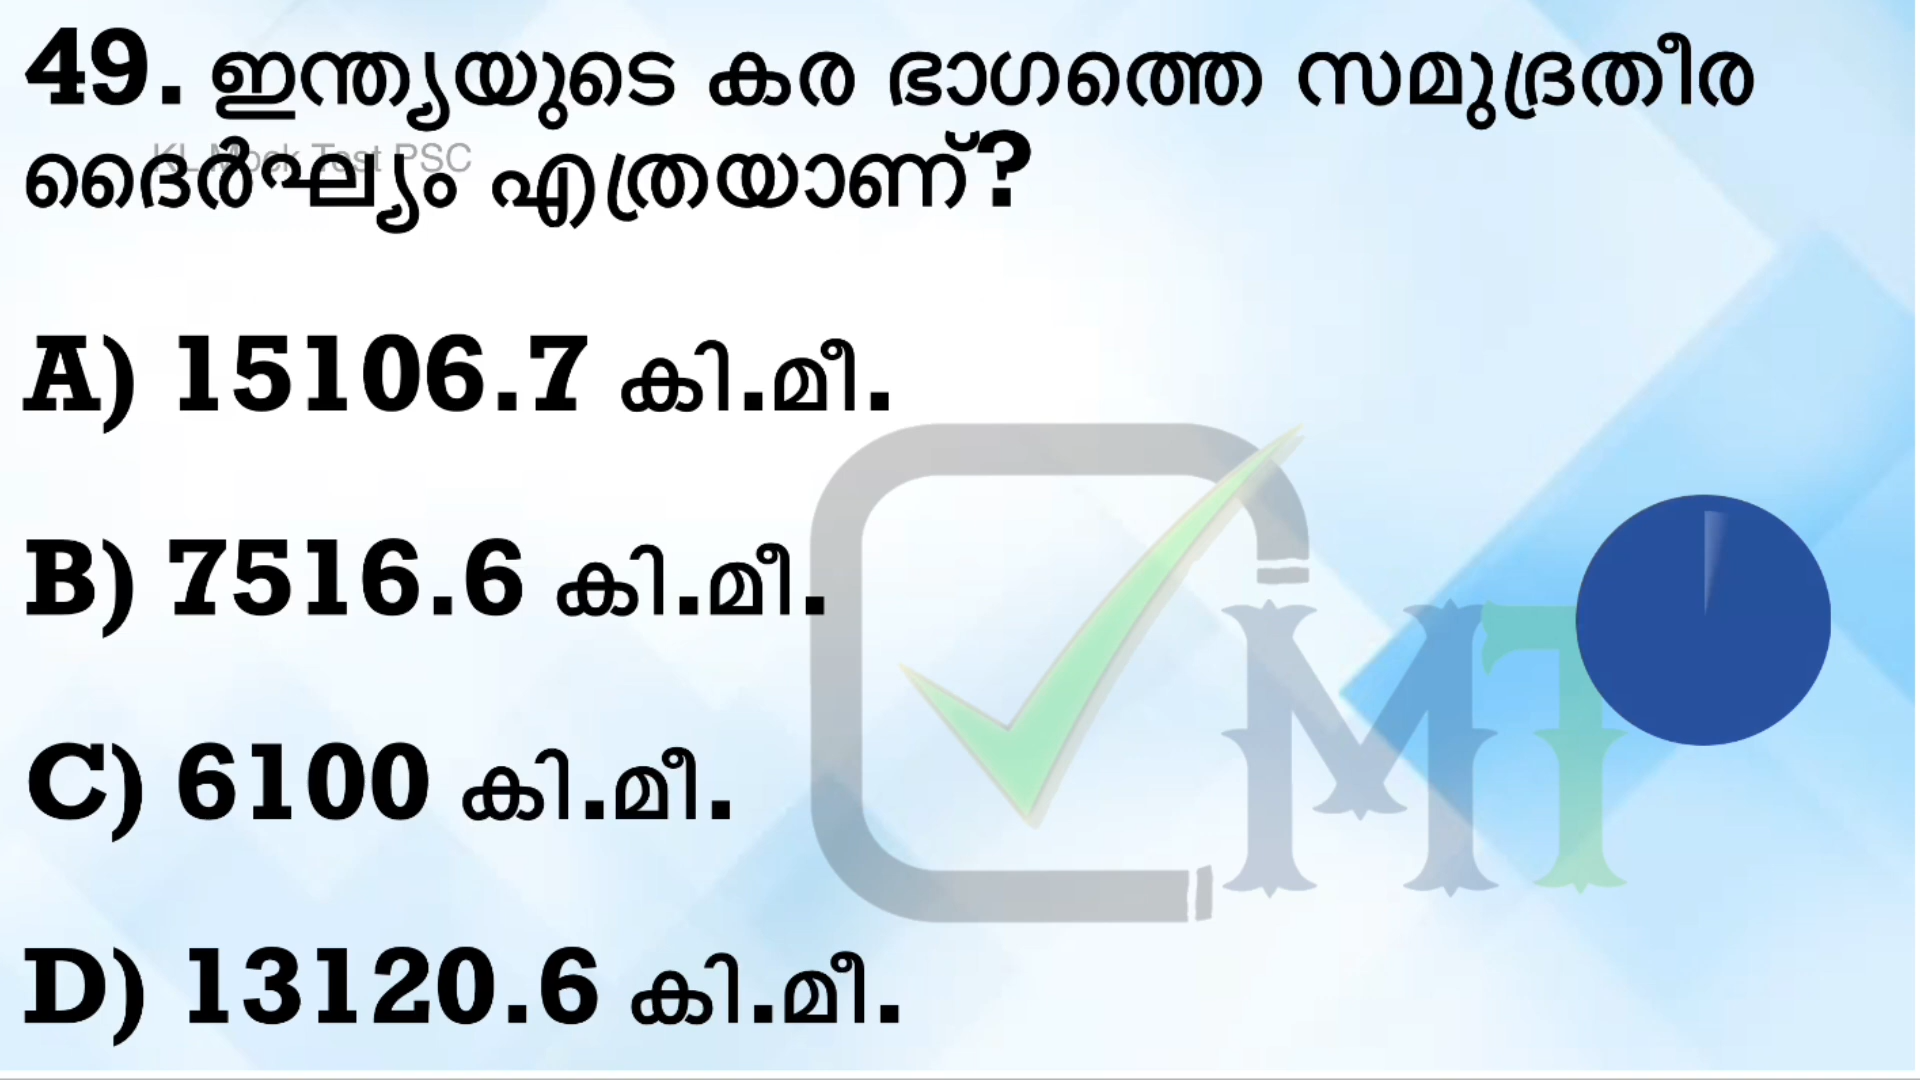 49. ഇന്ത്യയുടെ കര ഭാഗത്തെ സമുദ്രതീര
KL Mock Test PSC
ദൈർഘ്യം എത്രയാണ്?
A) 15106.7 കി.മീ.
B) 7516.6 കി.മീ.
C) 6100 കി.മീ.
D) 13120.6 കി.മീ.
MT